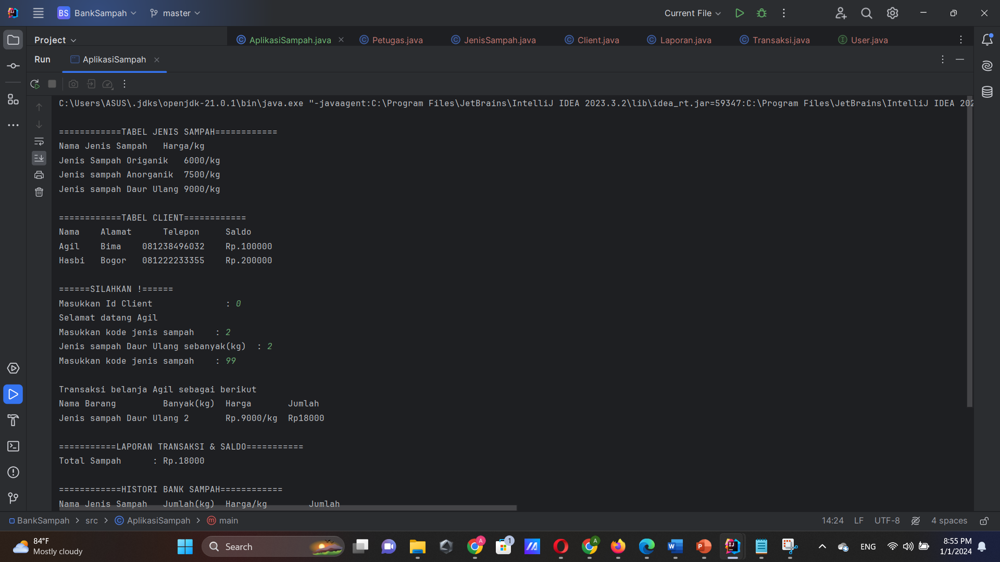 BS BankSampah master Current File
Project AplikasiSampah.java Petugas.java JenisSampah.java Client.java Laporan.java Transaksi.java User.java
Run AplikasiSampah
C:\Users\ASUS\.jdks\openjdk-21.0.1\bin\java.exe "-javaagent:C:\Program Files\JetBrains\IntelliJ IDEA 2023.3.2\lib\idea_rt.jar=59347:C:\Program Files\JetBrains\IntelliJ IDEA 202
============TABEL JENIS SAMPAH============
Nama Jenis Sampah   Harga/kg
Jenis Sampah Origanik   6000/kg
Jenis sampah Anorganik  7500/kg
Jenis sampah Daur Ulang 9000/kg
============TABEL CLIENT============
Nama    Alamat      Telepon     Saldo
Agil    Bima    081238496032    Rp.100000
Hasbi   Bogor   081222233355    Rp.200000
======SILAHKAN !======
Masukkan Id Client              : 0
Selamat datang Agil
Masukkan kode jenis sampah    : 2
Jenis sampah Daur Ulang sebanyak(kg)  : 2
Masukkan kode jenis sampah    : 99
Transaksi belanja Agil sebagai berikut
Nama Barang         Banyak(kg)  Harga       Jumlah
Jenis sampah Daur Ulang 2       Rp.9000/kg  Rp18000
===========LAPORAN TRANSAKSI & SALDO===========
Total Sampah      : Rp.18000
============HISTORI BANK SAMPAH============
Nama Jenis Sampah   Jumlah(kg)  Harga/kg        Jumlah
BankSampah > src > AplikasiSampah > main 14:24 LF UTF-8 4 spaces
84°F
Mostly cloudy
Search
ENG
8:55 PM
1/1/2024